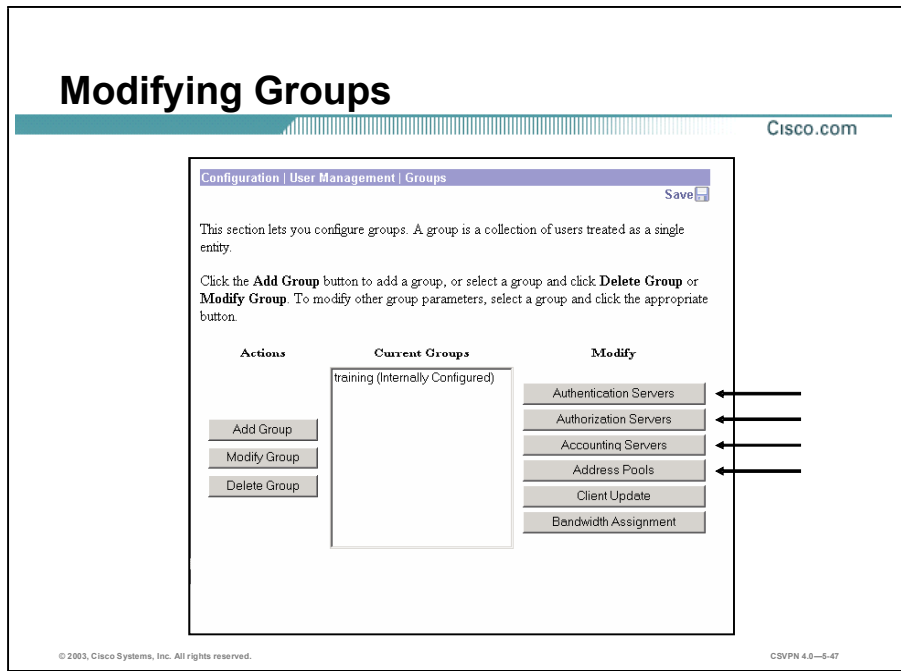 Modifying Groups
Cisco.com
Configuration | User Management | Groups
Save
This section lets you configure groups. A group is a collection of users treated as a single
entity.
Click the Add Group button to add a group, or select a group and click Delete Group or
Modify Group. To modify other group parameters, select a group and click the appropriate
button.
Actions
Current Groups
Modify
Add Group
Modify Group
Delete Group
training (Internally Configured)
Authentication Servers
Authorization Servers
Accounting Servers
Address Pools
Client Update
Bandwidth Assignment
© 2003, Cisco Systems, Inc. All rights reserved.
CSVPN 4.0—5-47